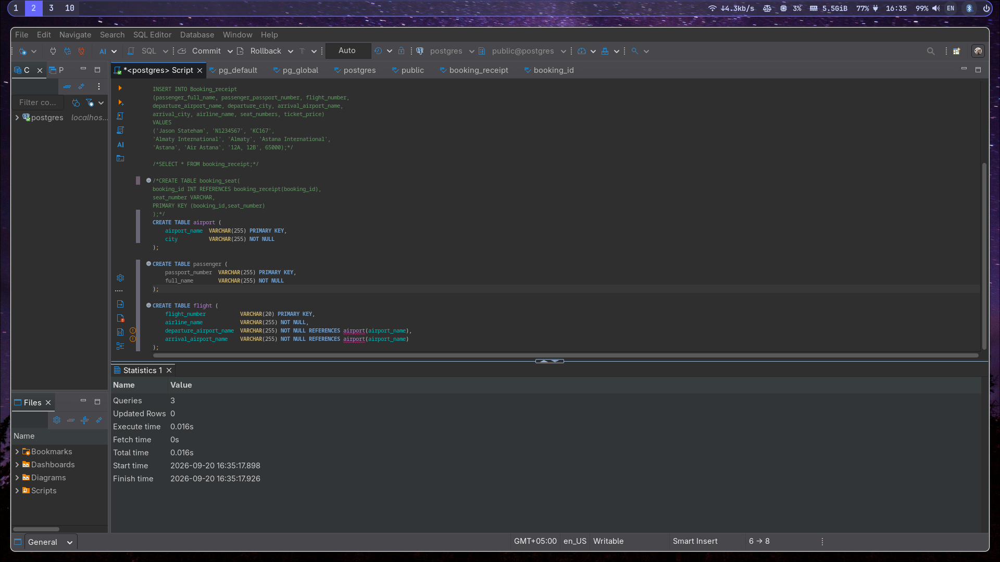 1 2 3 10
↓4.3kb/s 3% 5.5GiB 77% 16:35 99% EN
File Edit Navigate Search SQL Editor Database Window Help
AI SQL Commit Rollback T Auto postgres public@postgres
C P
*<postgres> Script pg_default pg_global postgres public booking_receipt booking_id
Filter co...
postgres localhos...
AI
INSERT INTO Booking_receipt
(passenger_full_name, passenger_passport_number, flight_number,
departure_airport_name, departure_city, arrival_airport_name,
arrival_city, airline_name, seat_numbers, ticket_price)
VALUES
('Jason Stateham', 'N1234567', 'KC167',
'Almaty International', 'Almaty', 'Astana International',
'Astana', 'Air Astana', '12A, 12B', 65000);*/
/*SELECT * FROM booking_receipt;*/
/*CREATE TABLE booking_seat(
booking_id INT REFERENCES booking_receipt(booking_id),
seat_number VARCHAR,
PRIMARY KEY (booking_id,seat_number)
);*/
CREATE TABLE airport (
airport_name VARCHAR(255) PRIMARY KEY,
city VARCHAR(255) NOT NULL
);
CREATE TABLE passenger (
passport_number VARCHAR(255) PRIMARY KEY,
full_name VARCHAR(255) NOT NULL
);
CREATE TABLE flight (
flight_number VARCHAR(20) PRIMARY KEY,
airline_name VARCHAR(255) NOT NULL,
departure_airport_name VARCHAR(255) NOT NULL REFERENCES airport(airport_name),
arrival_airport_name VARCHAR(255) NOT NULL REFERENCES airport(airport_name)
);
Statistics 1
Name Value
Queries 3
Updated Rows 0
Execute time 0.016s
Fetch time 0s
Total time 0.016s
Start time 2026-09-20 16:35:17.898
Finish time 2026-09-20 16:35:17.926
Files
Name
Bookmarks
Dashboards
Diagrams
Scripts
General
GMT+05:00 en_US Writable Smart Insert 6 → 8